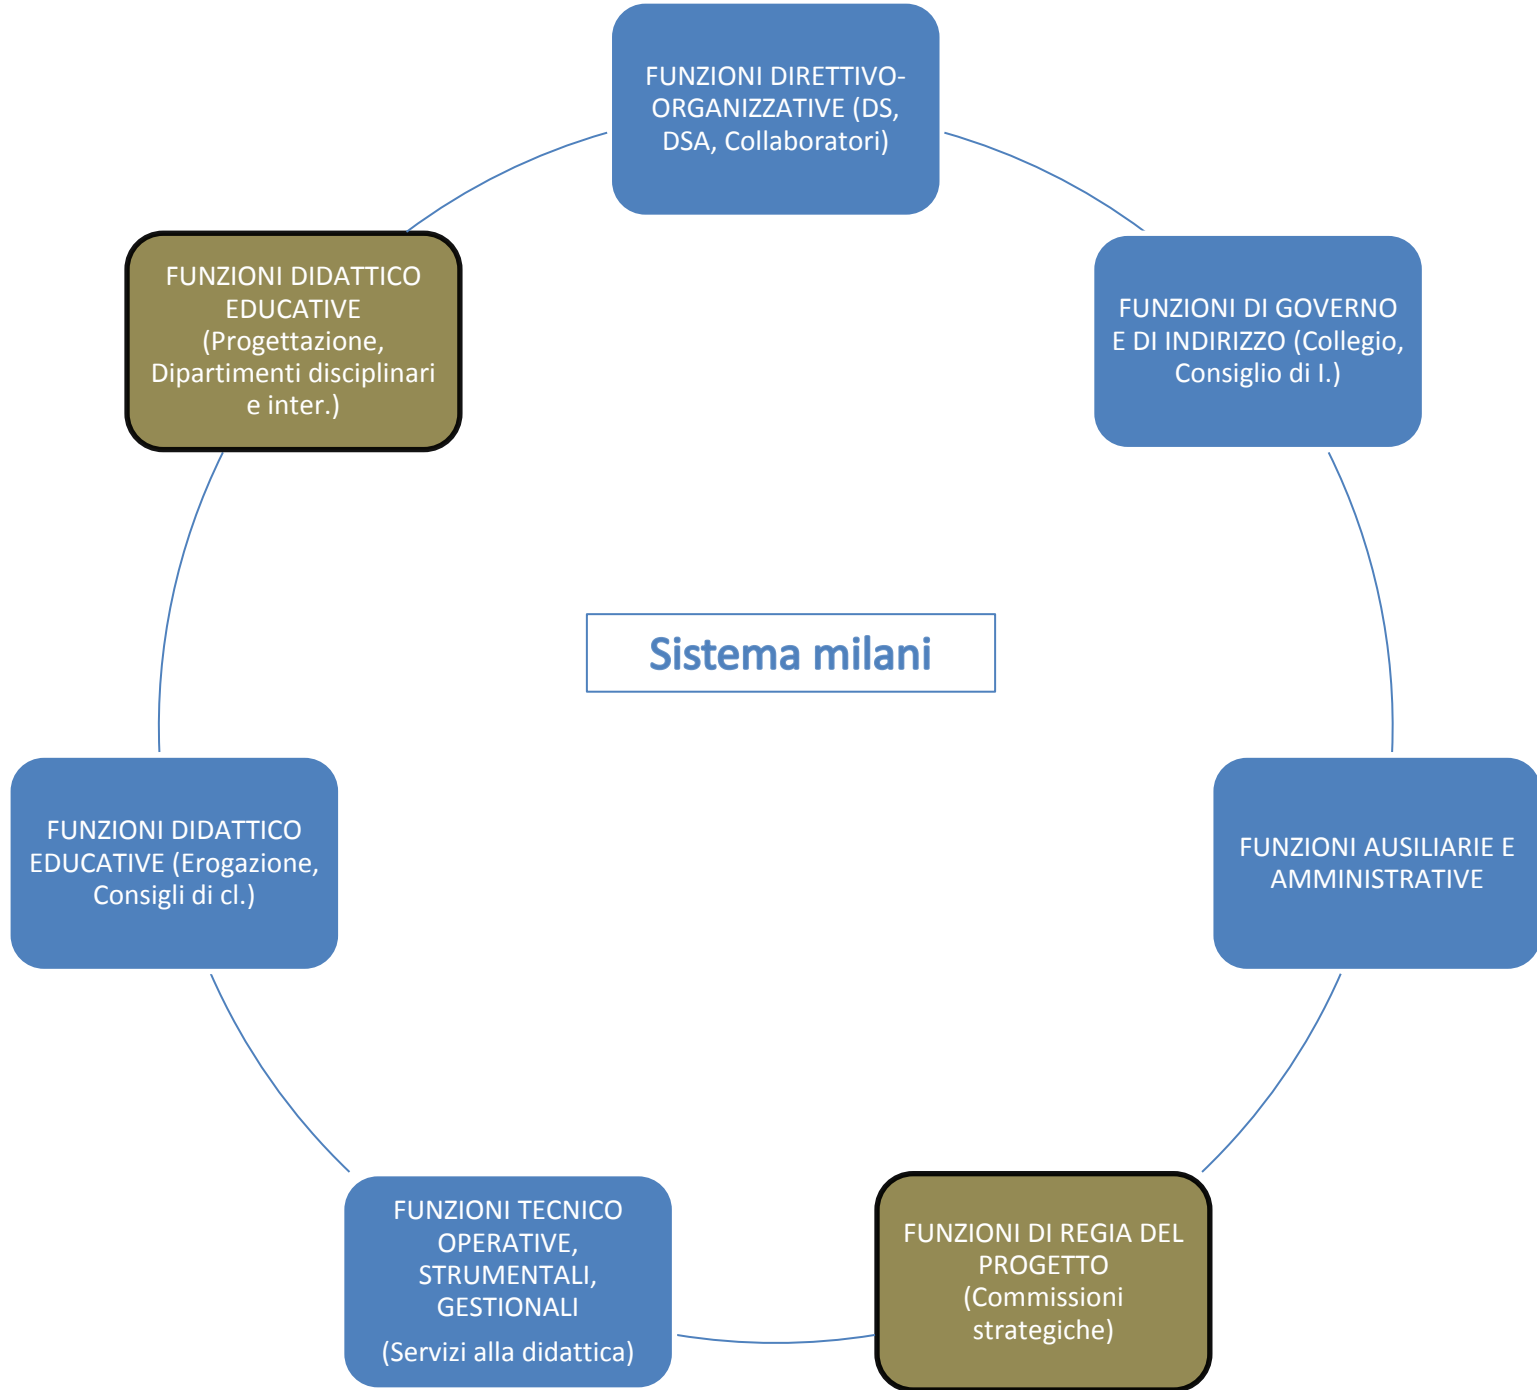 FUNZIONI DIRETTIVO-
ORGANIZZATIVE (DS,
DSA, Collaboratori)
FUNZIONI DI GOVERNO
E DI INDIRIZZO (Collegio,
Consiglio di I.)
FUNZIONI AUSILIARIE E
AMMINISTRATIVE
FUNZIONI DI REGIA DEL
PROGETTO
(Commissioni
strategiche)
FUNZIONI TECNICO
OPERATIVE,
STRUMENTALI,
GESTIONALI
(Servizi alla didattica)
FUNZIONI DIDATTICO
EDUCATIVE (Erogazione,
Consigli di cl.)
FUNZIONI DIDATTICO
EDUCATIVE
(Progettazione,
Dipartimenti disciplinari
e inter.)
Sistema milani